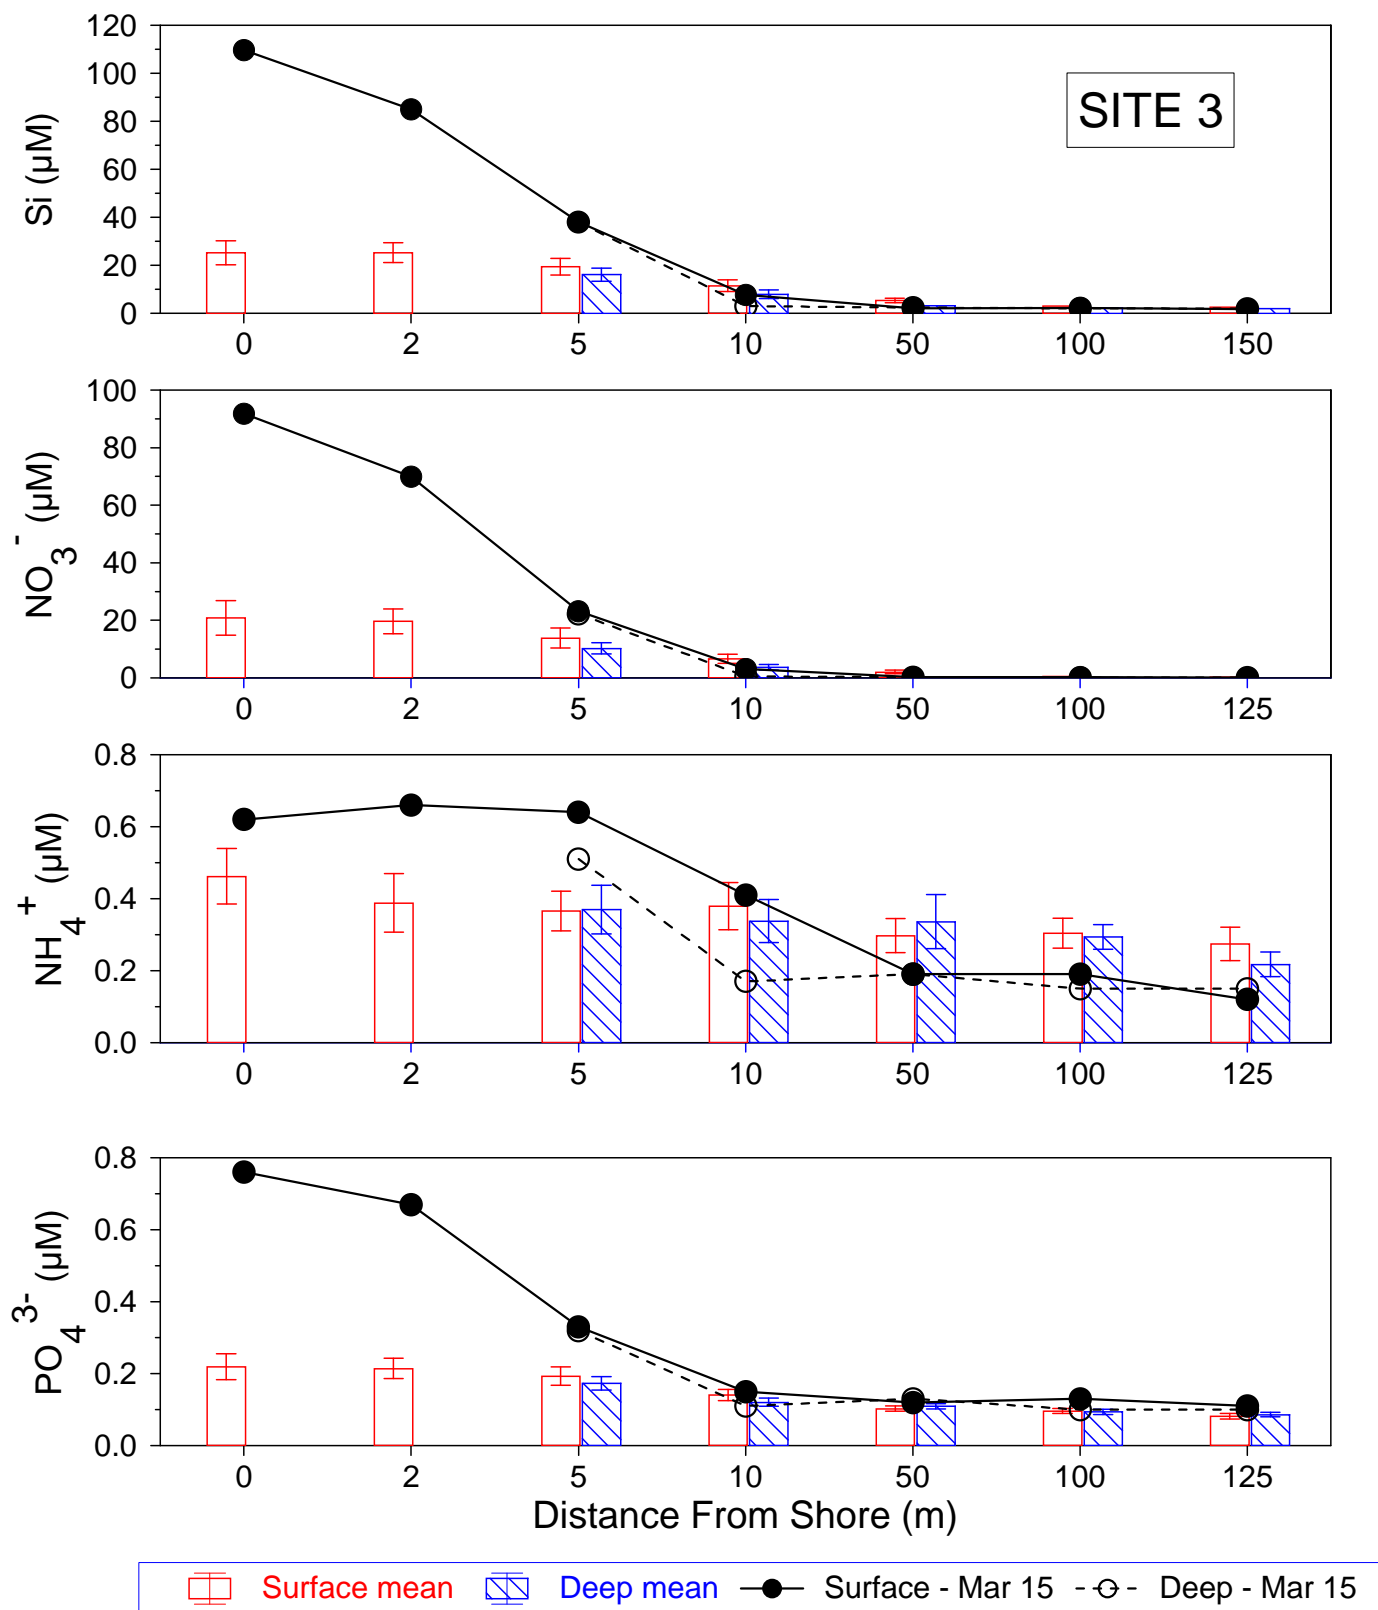 SITE 3
Si (µM)
120
100
80
60
40
20
0
0 2 5 10 50 100 150
NO3- (µM)
100
80
60
40
20
0
0 2 5 10 50 100 125
NH4+ (µM)
0.8
0.6
0.4
0.2
0.0
0 2 5 10 50 100 125
PO43- (µM)
0.8
0.6
0.4
0.2
0.0
0 2 5 10 50 100 125
Distance From Shore (m)
Surface mean Deep mean Surface - Mar 15 Deep - Mar 15